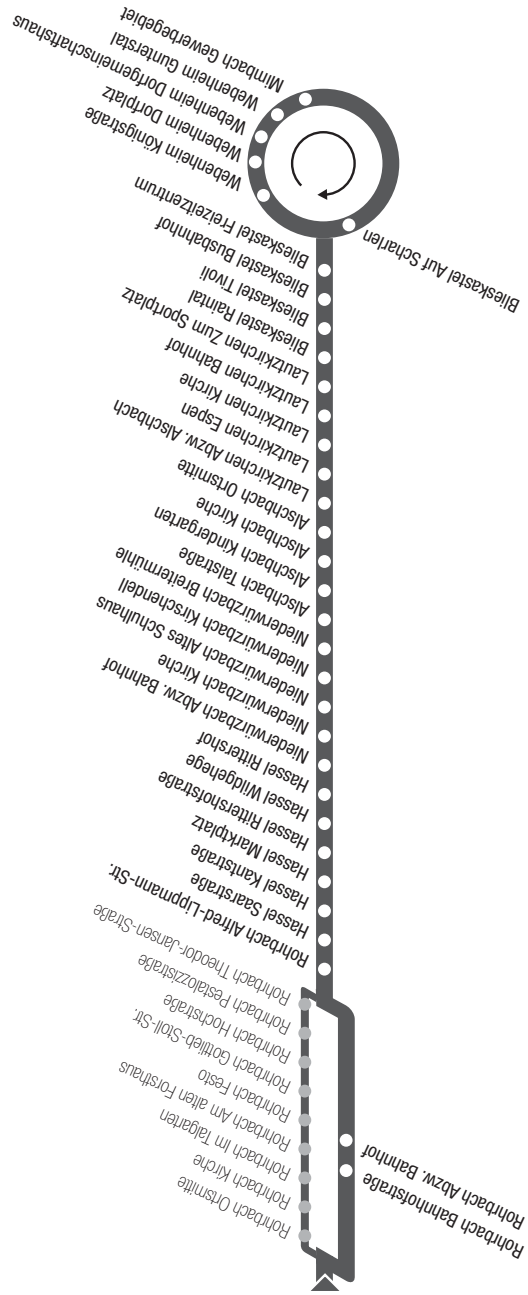 Rohrbach Bahnhofstraße
Rohrbach Abzw. Bahnhof
Rohrbach Ortsmitte
Rohrbach Kirche
Rohrbach Im Talgarten
Rohrbach Am alten Forsthaus
Rohrbach Festo
Rohrbach Gottlieb-Stoll-Str.
Rohrbach Hochstraße
Rohrbach Pestalozzistraße
Rohrbach Theodor-Jansen-Straße
Rohrbach Alfred-Lippmann-Str.
Hassel Saarstraße
Hassel Kantstraße
Hassel Marktplatz
Hassel Rittershofstraße
Hassel Wildgehege
Hassel Rittershof
Niederwürzbach Abzw. Bahnhof
Niederwürzbach Kirche
Niederwürzbach Altes Schulhaus
Niederwürzbach Kirschendell
Niederwürzbach Breitermühle
Alschbach Talstraße
Alschbach Kindergarten
Alschbach Kirche
Alschbach Ortsmitte
Lautzkirchen Abzw. Alschbach
Lautzkirchen Espen
Lautzkirchen Kirche
Lautzkirchen Bahnhof
Lautzkirchen Zum Sportplatz
Blieskastel Raintal
Blieskastel Tivoli
Blieskastel Busbahnhof
Blieskastel Freizeitzentrum
Blieskastel Auf Scharlen
Webenheim Königstraße
Webenheim Dorfplatz
Webenheim Dorfgemeinschaftshaus
Webenheim Gunterstal
Mimbach Gewerbegebiet